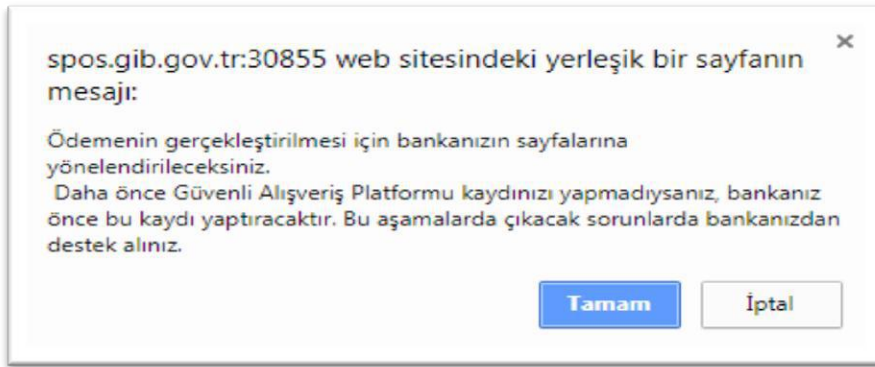 spos.gib.gov.tr:30855 web sitesindeki yerleşik bir sayfanın
mesajı:
Ödemenin gerçekleştirilmesi için bankanızın sayfalarına
yönelendirileceksiniz.
Daha önce Güvenli Alışveriş Platformu kaydınızı yapmadıysanız, bankanız
önce bu kaydı yaptıracaktır. Bu aşamalarda çıkacak sorunlarda bankanızdan
destek alınız.
Tamam
İptal